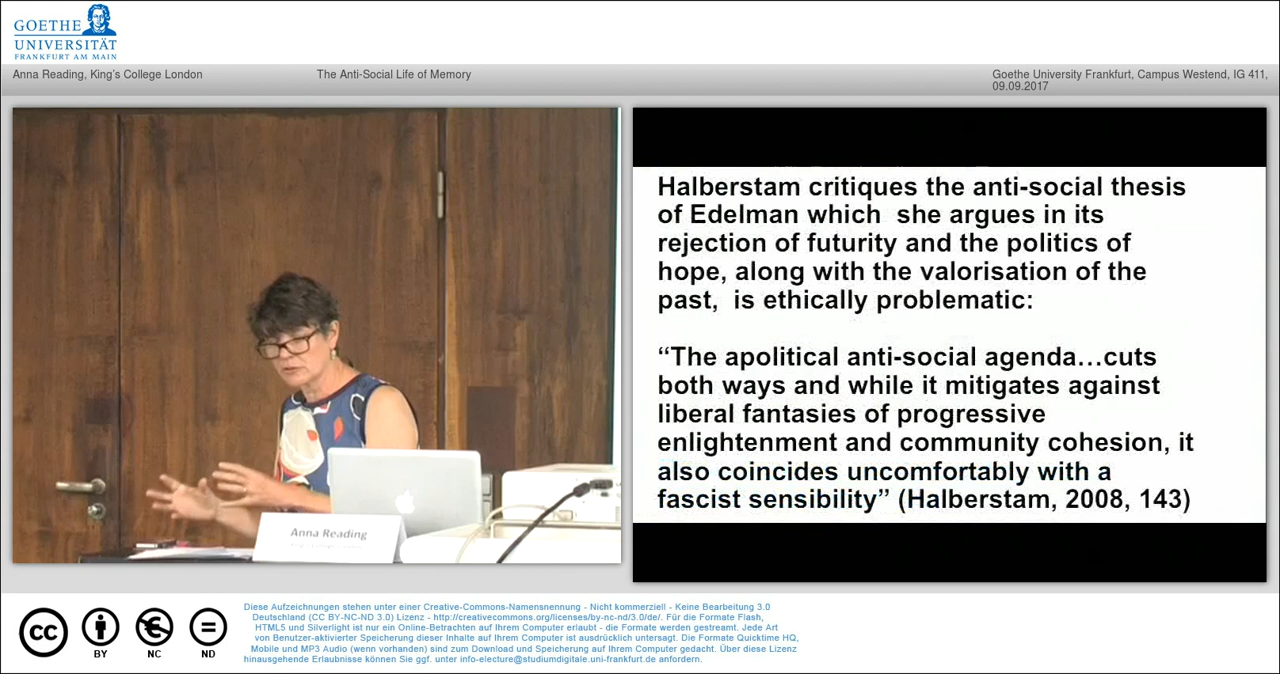 GOETHE
UNIVERSITÄT
FRANKFURT AM MAIN
Anna Reading, King's College London
The Anti-Social Life of Memory
Goethe University Frankfurt, Campus Westend, IG 411,
09.09.2017
Anna Reading
Halberstam critiques the anti-social thesis
of Edelman which she argues in its
rejection of futurity and the politics of
hope, along with the valorisation of the
past, is ethically problematic:
“The apolitical anti-social agenda…cuts
both ways and while it mitigates against
liberal fantasies of progressive
enlightenment and community cohesion, it
also coincides uncomfortably with a
fascist sensibility” (Halberstam, 2008, 143)
cc
BY
NC
ND
Diese Aufzeichnungen stehen unter einer Creative-Commons-Namensnennung - Nicht kommerziell - Keine Bearbeitung 3.0
Deutschland (CC BY-NC-ND 3.0) Lizenz - http://creativecommons.org/licenses/by-nc-nd/3.0/de/. Für die Formate Flash,
HTML5 und Silverlight ist nur ein Online-Betrachten auf Ihrem Computer erlaubt - die Formate werden gestreamt. Jede Art
von Benutzer-aktivierter Speicherung dieser Inhalte auf Ihrem Computer ist ausdrücklich untersagt. Die Formate Quicktime HQ,
Mobile und MP3 Audio (wenn vorhanden) sind zum Download und Speicherung auf Ihrem Computer gedacht. Über diese Lizenz
hinausgehende Erlaubnisse können Sie ggf. unter info-electure@studiumdigitale.uni-frankfurt.de anfordern.